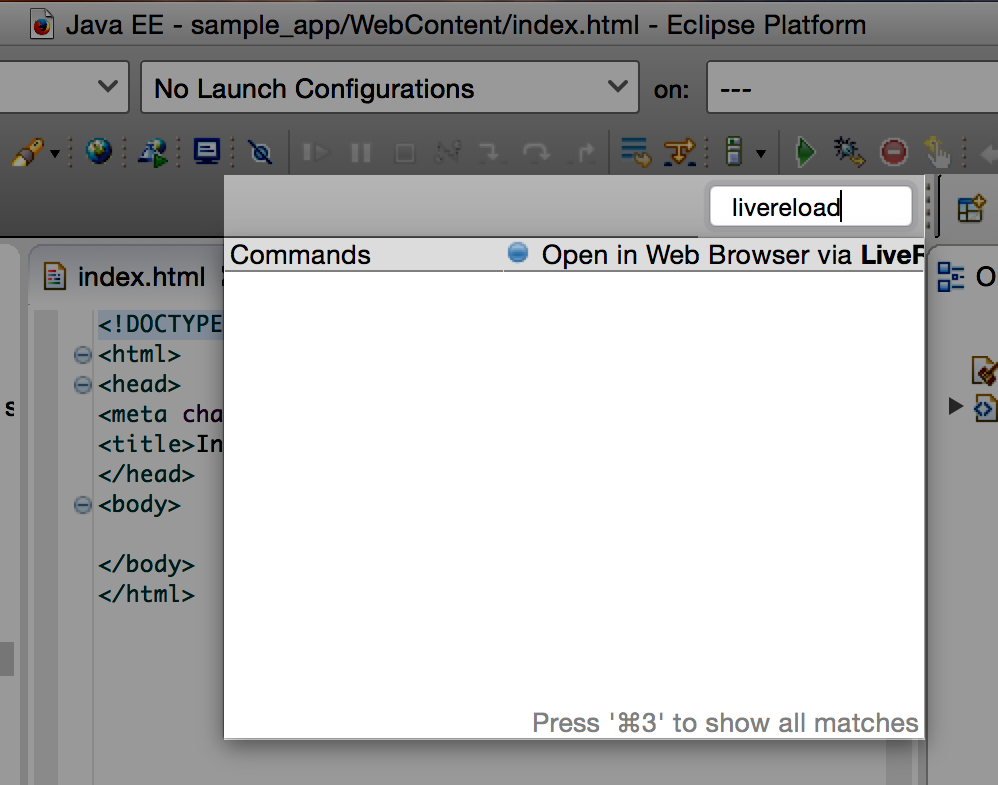 Java EE - sample_app/WebContent/index.html - Eclipse Platform
No Launch Configurations
on:
---
livereload
Commands
Open in Web Browser via LiveR
index.html
O
<!DOCTYPE
<html>
<head>
<meta cha
<title>In
</head>
<body>
</body>
</html>
s
Press '⌘3' to show all matches